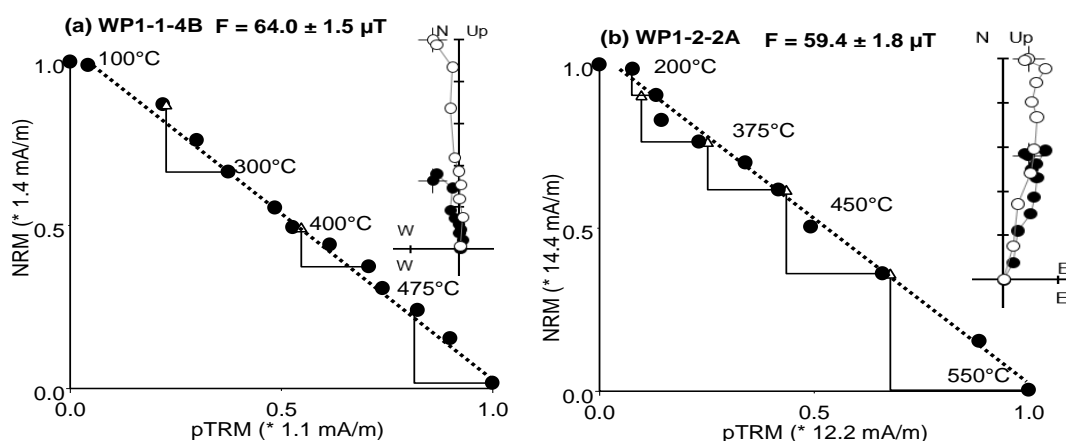 (a) WP1-1-4B F = 64.0 ± 1.5 µT
N Up
1.0
100°C
300°C
0.5
400°C
W
W
475°C
0.0
NRM (* 1.4 mA/m)
0.0 0.5 1.0
pTRM (* 1.1 mA/m)
(b) WP1-2-2A F = 59.4 ± 1.8 µT
N Up
1.0
200°C
375°C
450°C
0.5
E
E
550°C
0.0
NRM (* 14.4 mA/m)
0.0 0.5 1.0
pTRM (* 12.2 mA/m)